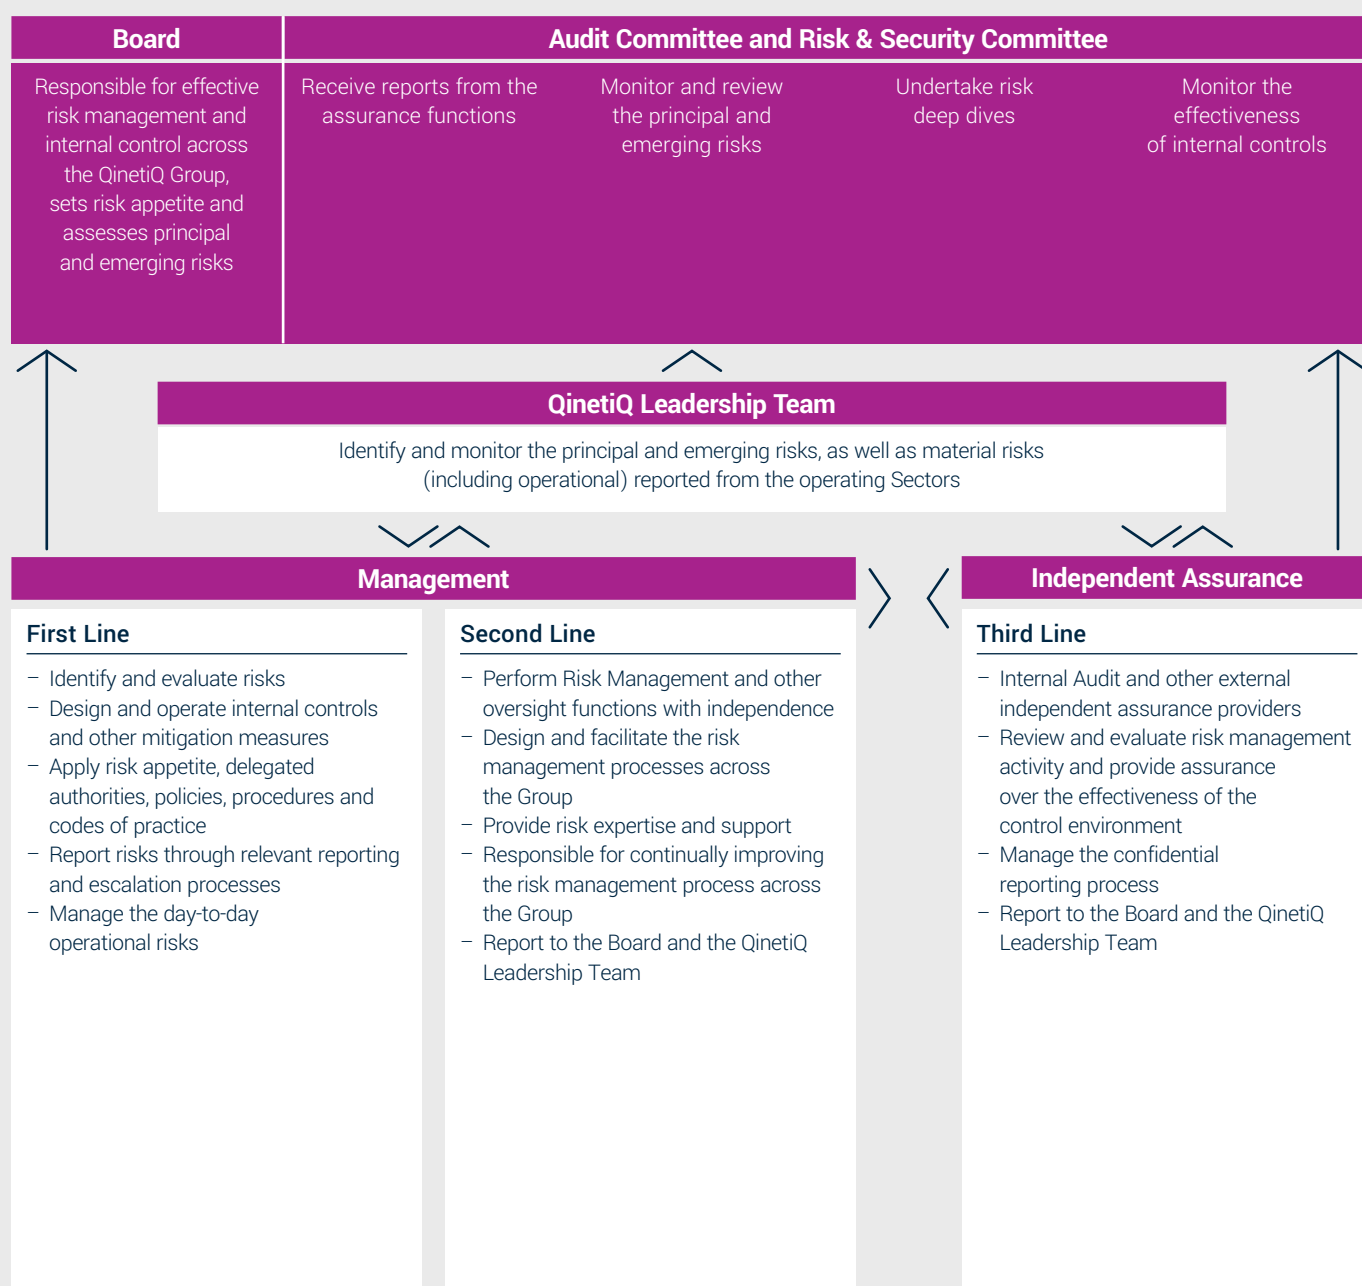 Board
Audit Committee and Risk & Security Committee
Responsible for effective
risk management and
internal control across
the QinetiQ Group,
sets risk appetite and
assesses principal
and emerging risks
Receive reports from the
assurance functions
Monitor and review
the principal and
emerging risks
Undertake risk
deep dives
Monitor the
effectiveness
of internal controls
QinetiQ Leadership Team
Identify and monitor the principal and emerging risks, as well as material risks
(including operational) reported from the operating Sectors
Management
First Line
– Identify and evaluate risks
– Design and operate internal controls
and other mitigation measures
– Apply risk appetite, delegated
authorities, policies, procedures and
codes of practice
– Report risks through relevant reporting
and escalation processes
– Manage the day-to-day
operational risks
Second Line
– Perform Risk Management and other
oversight functions with independence
– Design and facilitate the risk
management processes across
the Group
– Provide risk expertise and support
– Responsible for continually improving
the risk management process across
the Group
– Report to the Board and the QinetiQ
Leadership Team
Independent Assurance
Third Line
– Internal Audit and other external
independent assurance providers
– Review and evaluate risk management
activity and provide assurance
over the effectiveness of the
control environment
– Manage the confidential
reporting process
– Report to the Board and the QinetiQ
Leadership Team